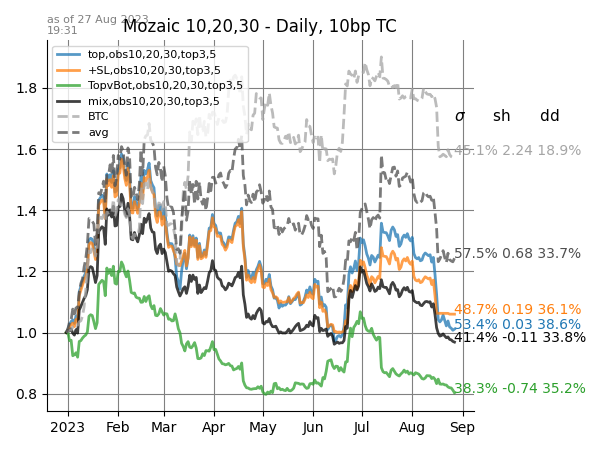 as of 27 Aug 2023
19:31
Mozaic 10,20,30 - Daily, 10bp TC
top,obs10,20,30,top3,5
+SL,obs10,20,30,top3,5
TopvBot,obs10,20,30,top3,5
mix,obs10,20,30,top3,5
BTC
avg
σ sh dd
45.1% 2.24 18.9%
57.5% 0.68 33.7%
48.7% 0.19 36.1%
53.4% 0.03 38.6%
41.4% -0.11 33.8%
38.3% -0.74 35.2%
1.8
1.6
1.4
1.2
1.0
0.8
2023 Feb Mar Apr May Jun Jul Aug Sep